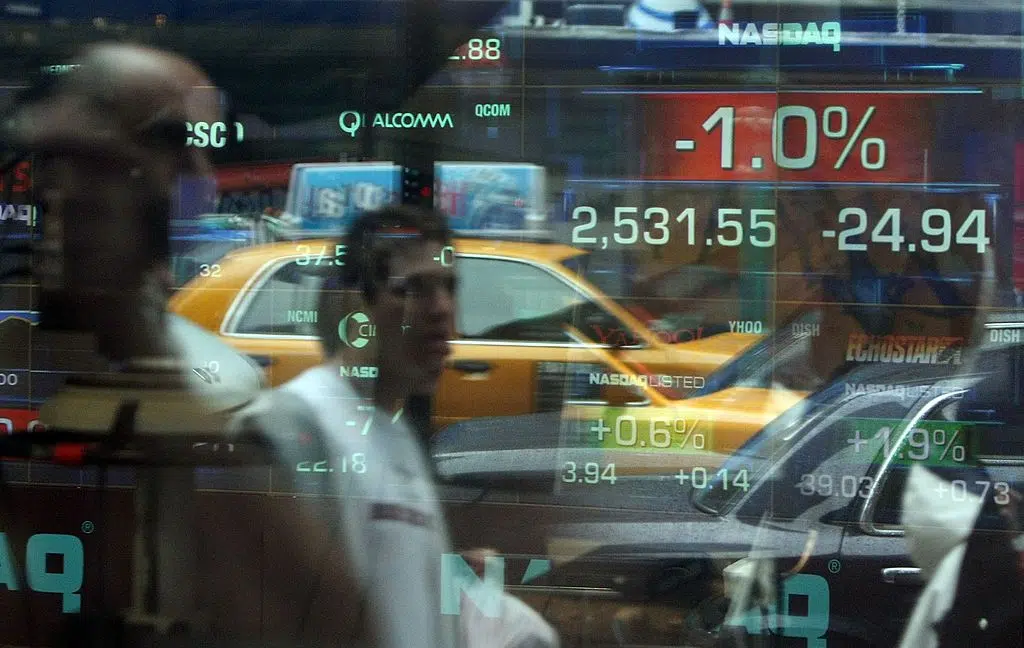 NASDAQ
.88
CSCO
QUALCOMM
QCOM
-1.0%
2,531.55 -24.94
32
37.5
-0
NCMI
YAHOO!
YHOO
DISH
ECHOSTAR
DISH
NASD
NASDAQ LISTED
NASDAQ LISTED
-7
+0.6%
+1.9%
22.18
3.94 +0.14
39.03 +0.73
AQ®
N
AQ®